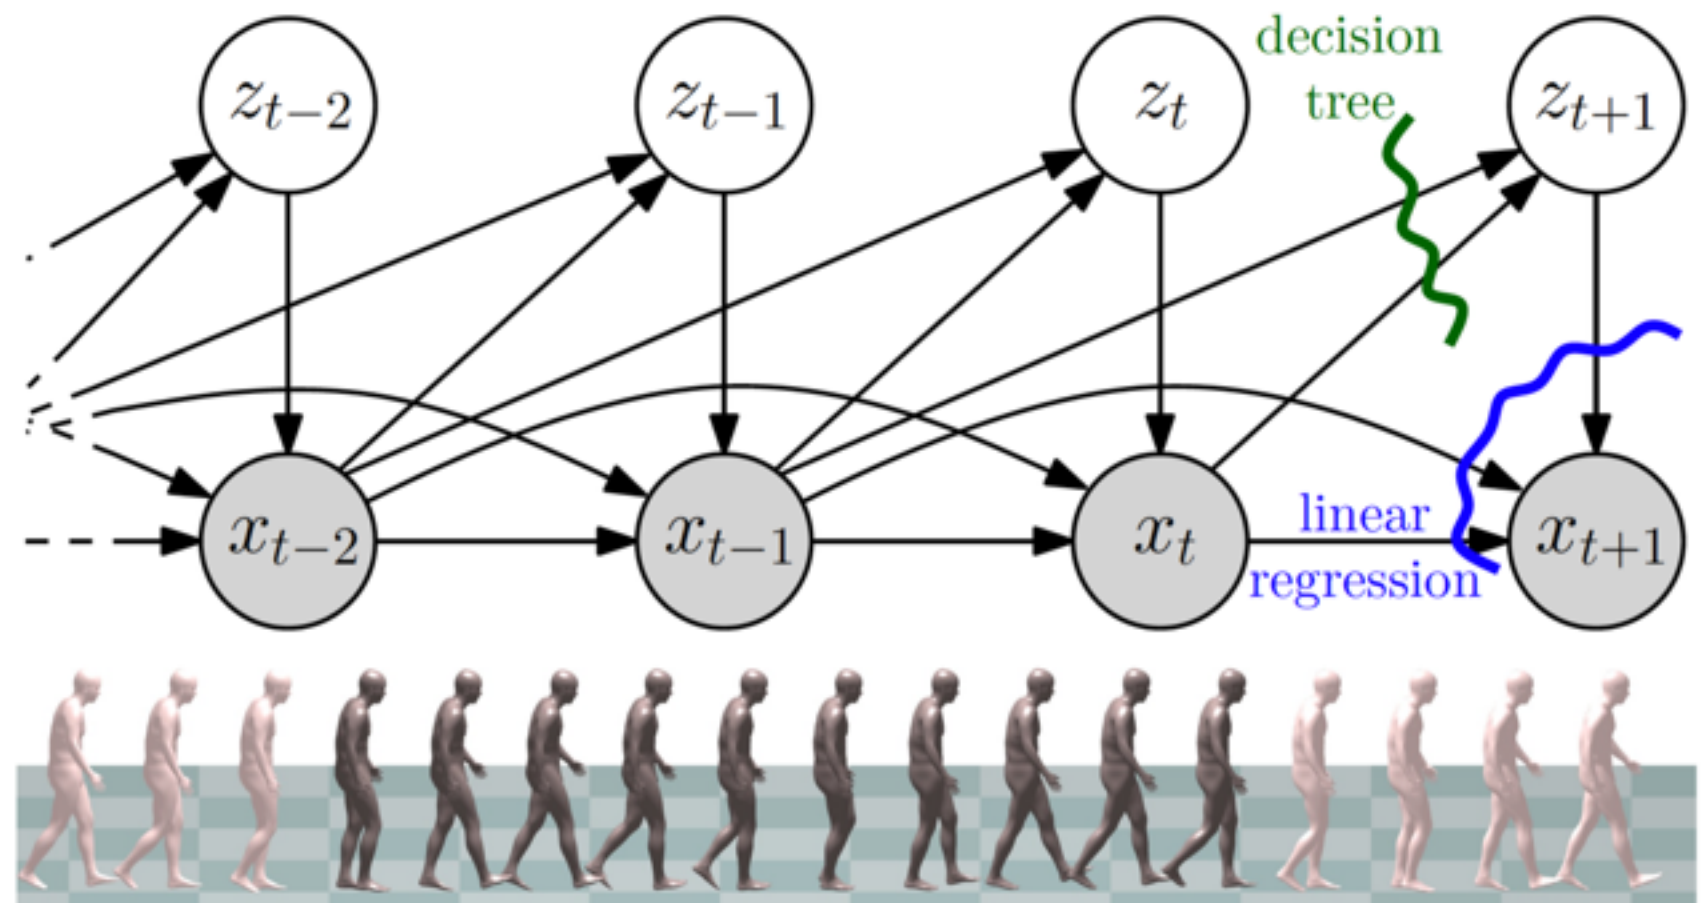 z_{t-2}
z_{t-1}
z_t
decision
tree
z_{t+1}
x_{t-2}
x_{t-1}
x_t
linear
regression
x_{t+1}